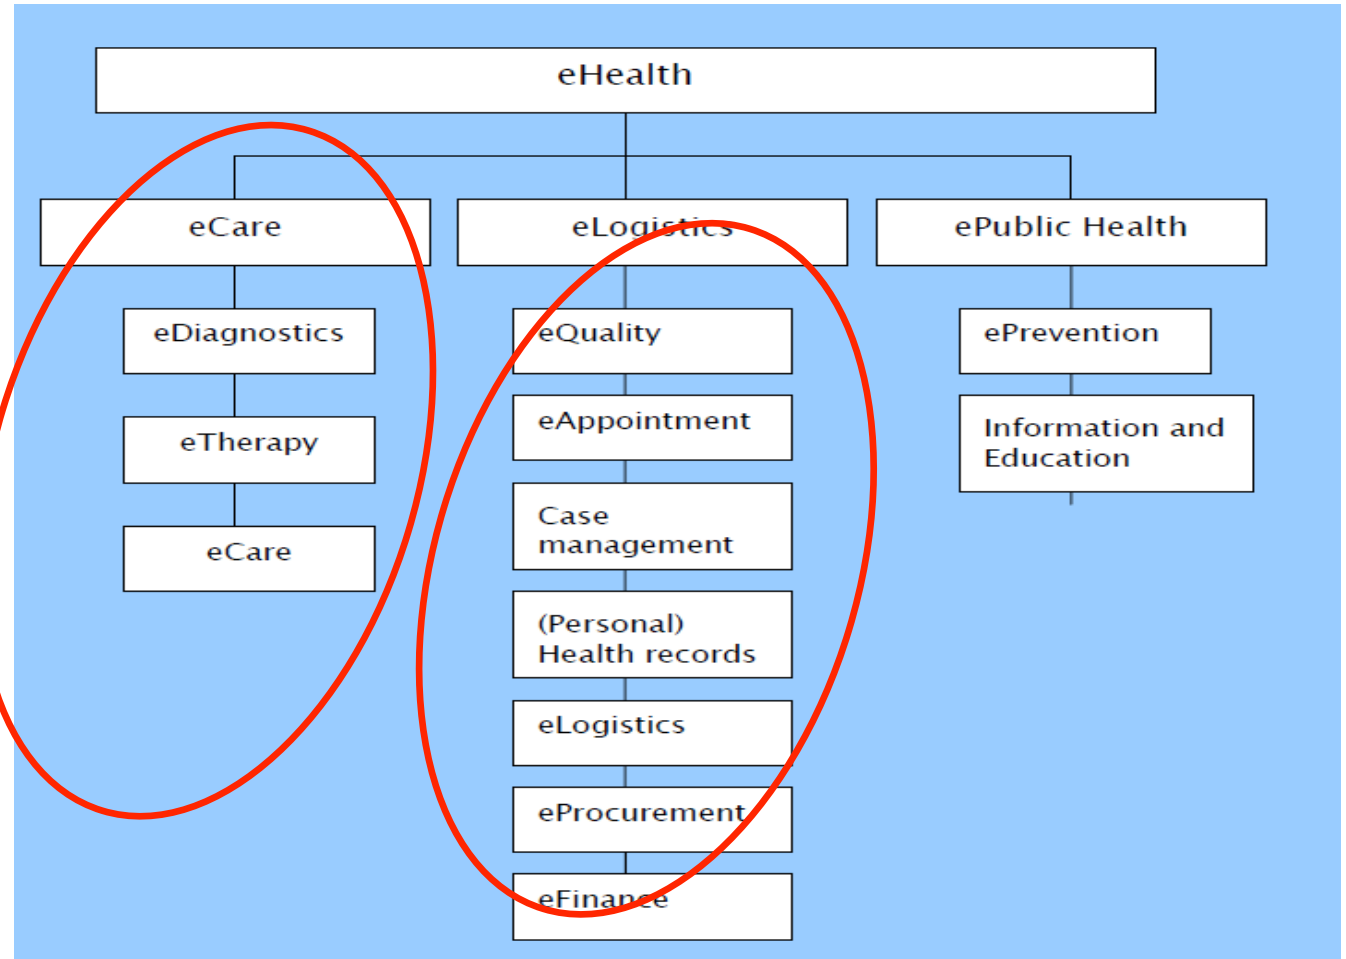 eHealth
eCare
eLogistics
ePublic Health
eDiagnostics
eTherapy
eCare
eQuality
eAppointment
Case
management
(Personal)
Health records
eLogistics
eProcurement
eFinance
ePrevention
Information and
Education